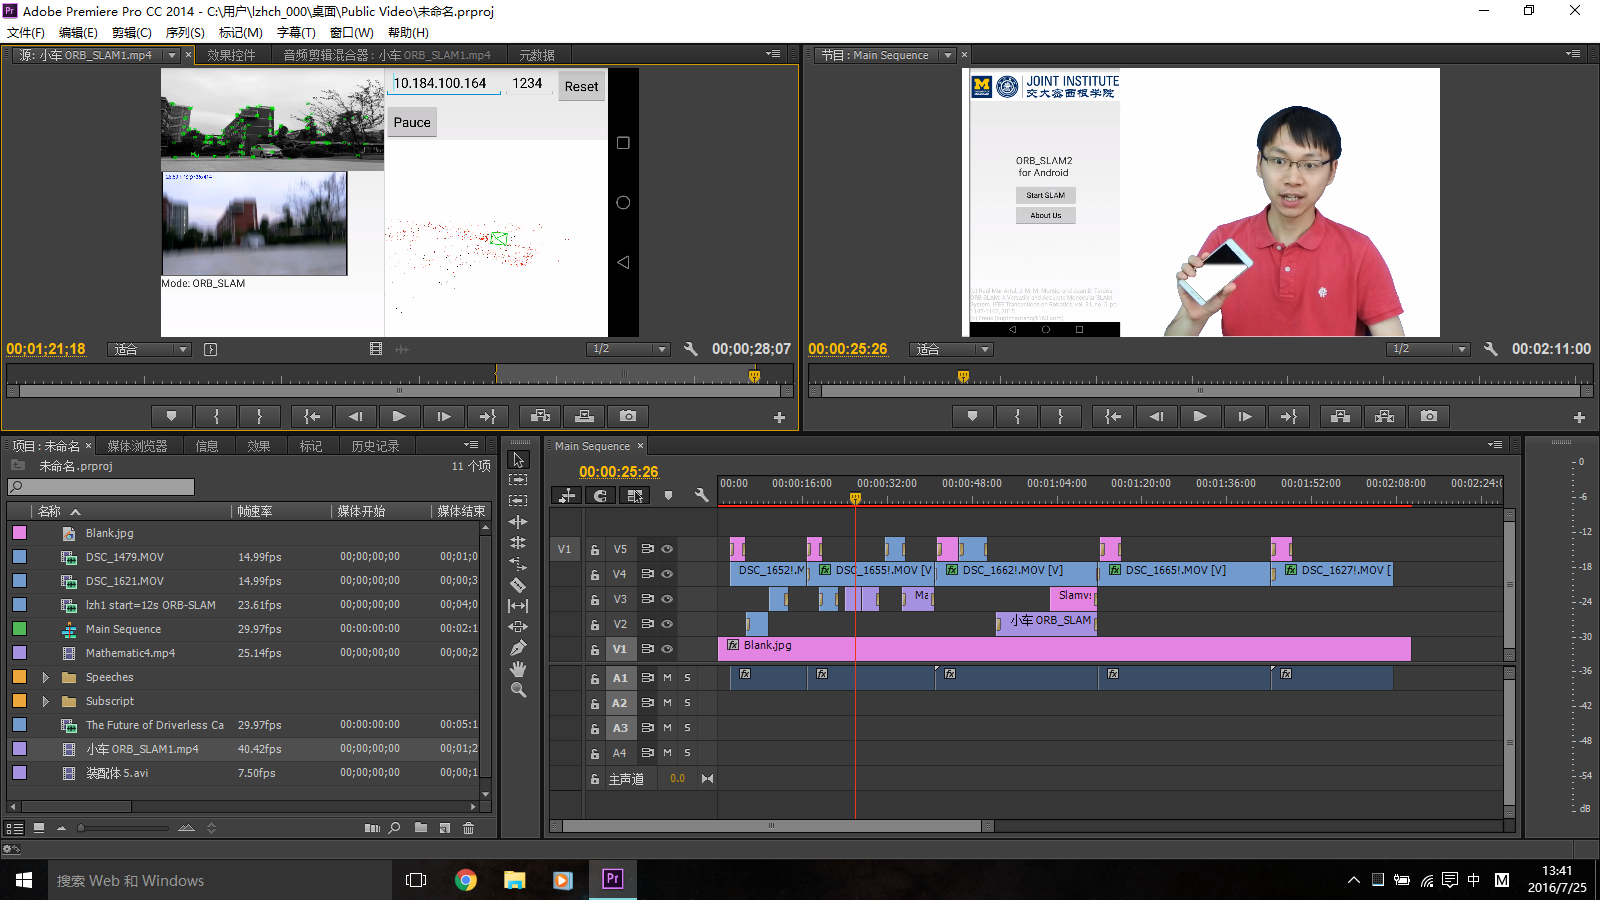 Adobe Premiere Pro CC 2014 - C:\用户\lzhch_000\桌面\Public Video\未命名.prproj
文件(F) 编辑(E) 剪辑(C) 序列(S) 标记(M) 字幕(T) 窗口(W) 帮助(H)
源: 小车 ORB_SLAM1.mp4 效果控件 音频剪辑混合器: 小车 ORB_SLAM1.mp4 元数据
节目: Main Sequence
10.184.100.164 1234 Reset
Pauce
Mode: ORB_SLAM
JOINT INSTITUTE
交大密西根学院
ORB_SLAM2
for Android
Start SLAM
About Us
00;01;21;18 适合 1/2 00;00;28;07
00:00:25:26 适合 1/2 00:02:11:00
项目: 未命名 媒体浏览器 信息 效果 标记 历史记录
未命名.prproj 11 个项
名称 帧速率 媒体开始 媒体结束
Blank.jpg
DSC_1479.MOV 14.99fps 00;00;00;00 00;01;0
DSC_1621.MOV 14.99fps 00;00;00;00 00;00;3
lzh1 start=12s ORB-SLAM 23.61fps 00;00;00;00 00;04;0
Main Sequence 29.97fps 00:00:00:00 00:02:1
Mathematic4.mp4 25.14fps 00;00;00;00 00;00;2
Speeches
Subscript
The Future of Driverless Ca 29.97fps 00:00:00:00 00:05:1
小车 ORB_SLAM1.mp4 40.42fps 00;00;00;00 00;01;2
装配体 5.avi 7.50fps 00;00;00;00 00;00;1
Main Sequence
00:00:25:26
00:00 00:00:16:00 00:00:32:00 00:00:48:00 00:01:04:00 00:01:20:00 00:01:36:00 00:01:52:00 00:02:08:00 00:02:24:0
V1 V5
V4 DSC_1652!.M fx DSC_1655!.MOV [V] fx DSC_1662!.MOV [V] fx DSC_1665!.MOV [V] fx DSC_1627!.MOV [
V3 Ma Slamvs
V2 小车 ORB_SLAM
V1 fx Blank.jpg
A1 M S fx fx fx fx fx
A2 M S
A3 M S
A4 M S
主声道 0.0
0
-6
-12
-18
-24
-30
-36
-42
-48
-54
dB
搜索 Web 和 Windows
Pr
中 M
13:41
2016/7/25